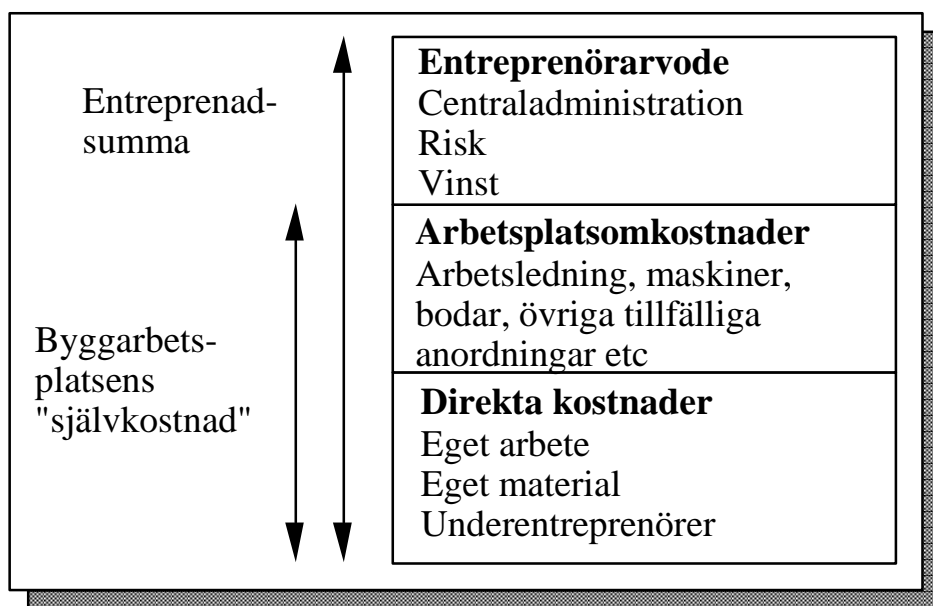 Entreprenad-
summa
Byggarbets-
platsens
"självkostnad"
Entreprenörarvode
Centraladministration
Risk
Vinst
Arbetsplatsomkostnader
Arbetsledning, maskiner,
bodar, övriga tillfälliga
anordningar etc
Direkta kostnader
Eget arbete
Eget material
Underentreprenörer